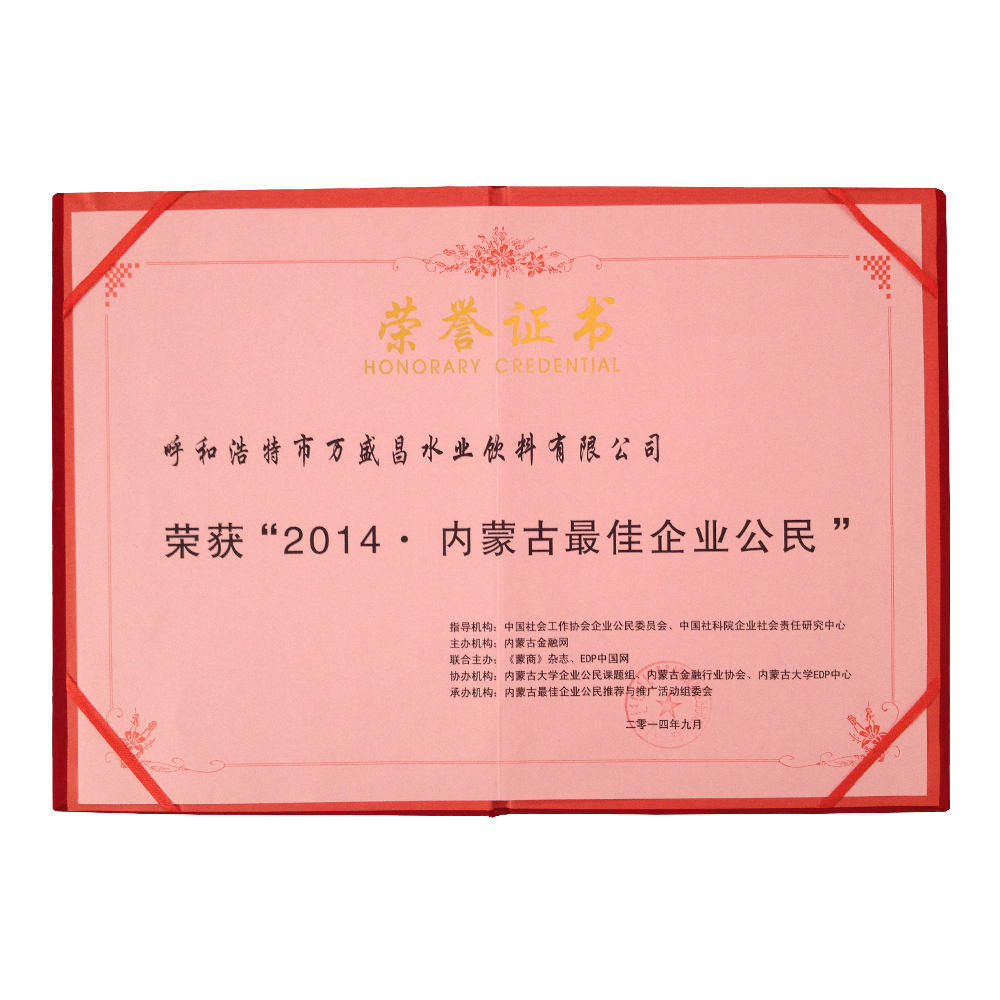 荣誉证书
HONORARY CREDENTIAL
呼和浩特市万盛昌水业饮料有限公司
荣获“2014· 内蒙古最佳企业公民”
指导机构：中国社会工作协会企业公民委员会、中国社科院企业社会责任研究中心
主办机构：内蒙古金融网
联合主办：《蒙商》杂志、EDP中国网
协办机构：内蒙古大学企业公民课题组、内蒙古金融行业协会、内蒙古大学EDP中心
承办机构：内蒙古最佳企业公民推荐与推广活动组委会
二零一四年九月